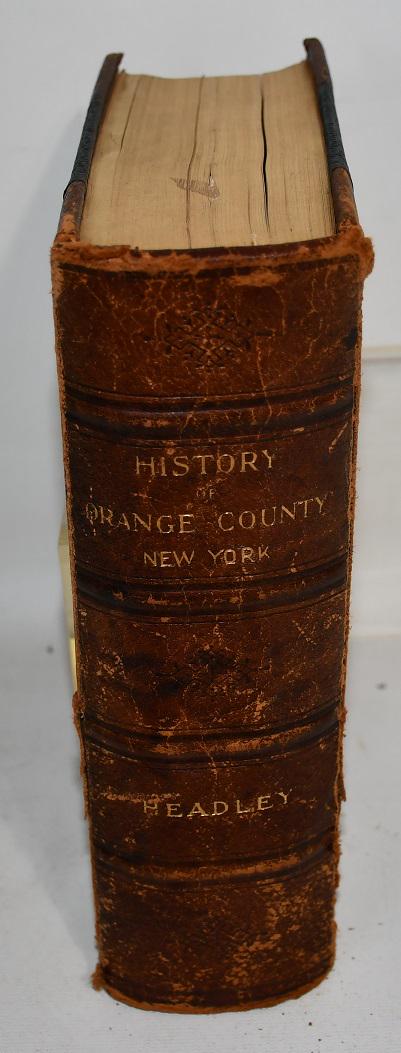 HISTORY
OF
ORANGE COUNTY
NEW YORK
HEADLEY